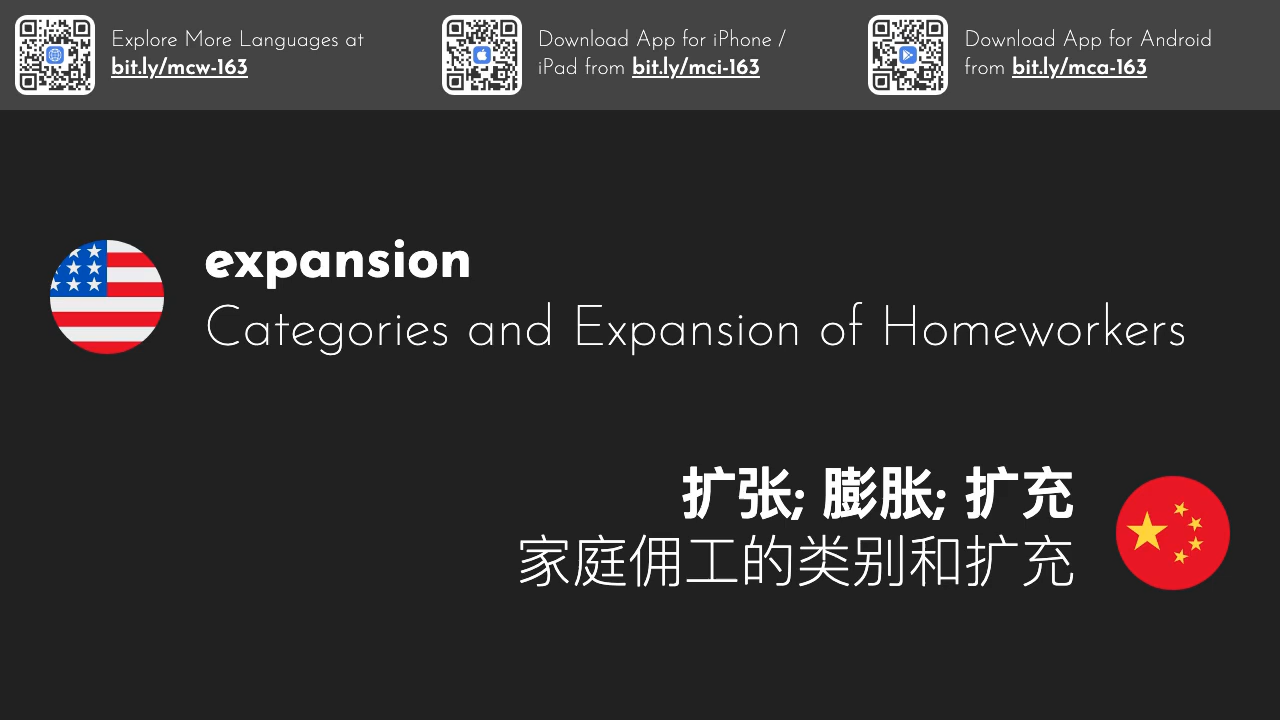 Explore More Languages at
bit.ly/mcw-163
Download App for iPhone /
iPad from bit.ly/mci-163
Download App for Android
from bit.ly/mca-163
expansion
Categories and Expansion of Homeworkers
扩张; 膨胀; 扩充
家庭佣工的类别和扩充